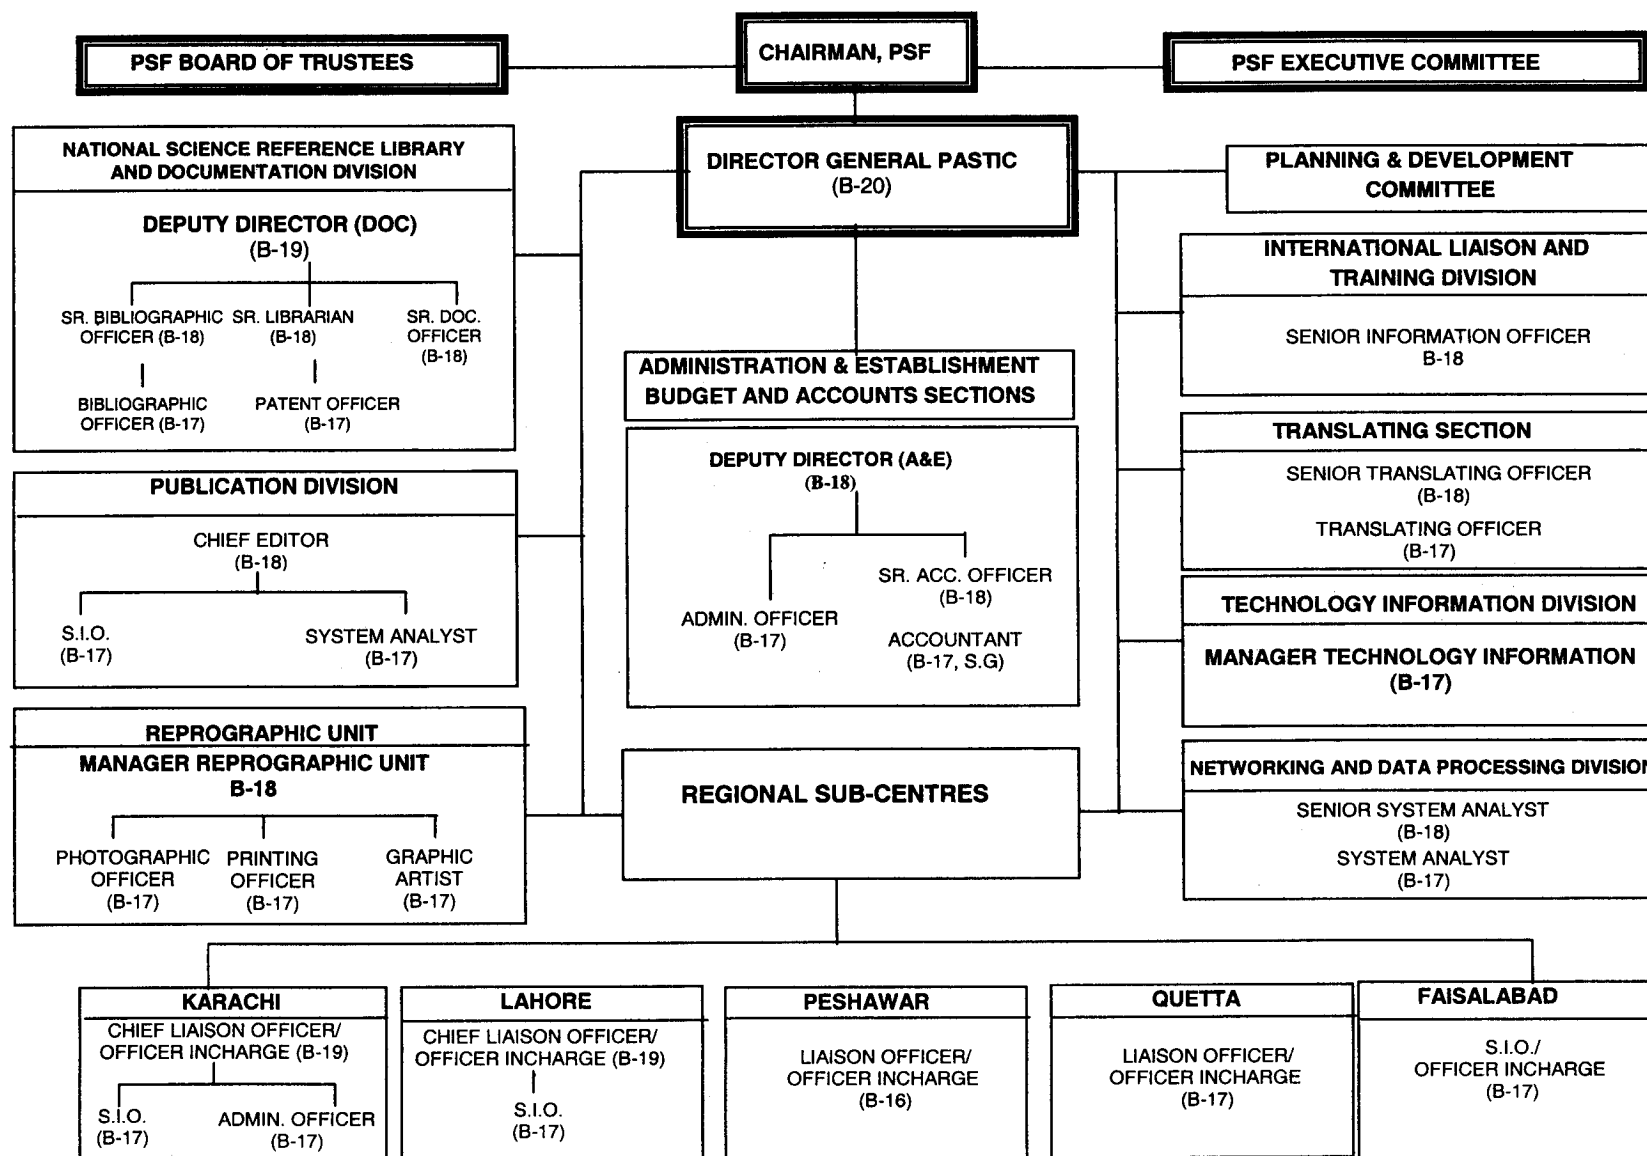 PSF BOARD OF TRUSTEES
CHAIRMAN, PSF
PSF EXECUTIVE COMMITTEE
NATIONAL SCIENCE REFERENCE LIBRARY
AND DOCUMENTATION DIVISION
DEPUTY DIRECTOR (DOC)
(B-19)
SR. BIBLIOGRAPHIC
OFFICER (B-18)
SR. LIBRARIAN
(B-18)
SR. DOC.
OFFICER
(B-18)
BIBLIOGRAPHIC
OFFICER (B-17)
PATENT OFFICER
(B-17)
DIRECTOR GENERAL PASTIC
(B-20)
PLANNING & DEVELOPMENT
COMMITTEE
INTERNATIONAL LIAISON AND
TRAINING DIVISION
SENIOR INFORMATION OFFICER
B-18
ADMINISTRATION & ESTABLISHMENT
BUDGET AND ACCOUNTS SECTIONS
DEPUTY DIRECTOR (A&E)
(B-18)
ADMIN. OFFICER
(B-17)
SR. ACC. OFFICER
(B-18)
ACCOUNTANT
(B-17, S.G)
TRANSLATING SECTION
SENIOR TRANSLATING OFFICER
(B-18)
TRANSLATING OFFICER
(B-17)
PUBLICATION DIVISION
CHIEF EDITOR
(B-18)
S.I.O.
(B-17)
SYSTEM ANALYST
(B-17)
TECHNOLOGY INFORMATION DIVISION
MANAGER TECHNOLOGY INFORMATION
(B-17)
REPROGRAPHIC UNIT
MANAGER REPROGRAPHIC UNIT
B-18
PHOTOGRAPHIC
OFFICER
(B-17)
PRINTING
OFFICER
(B-17)
GRAPHIC
ARTIST
(B-17)
REGIONAL SUB-CENTRES
NETWORKING AND DATA PROCESSING DIVISION
SENIOR SYSTEM ANALYST
(B-18)
SYSTEM ANALYST
(B-17)
KARACHI
CHIEF LIAISON OFFICER/
OFFICER INCHARGE (B-19)
S.I.O.
(B-17)
ADMIN. OFFICER
(B-17)
LAHORE
CHIEF LIAISON OFFICER/
OFFICER INCHARGE (B-19)
S.I.O.
(B-17)
PESHAWAR
LIAISON OFFICER/
OFFICER INCHARGE
(B-16)
QUETTA
LIAISON OFFICER/
OFFICER INCHARGE
(B-17)
FAISALABAD
S.I.O./
OFFICER INCHARGE
(B-17)